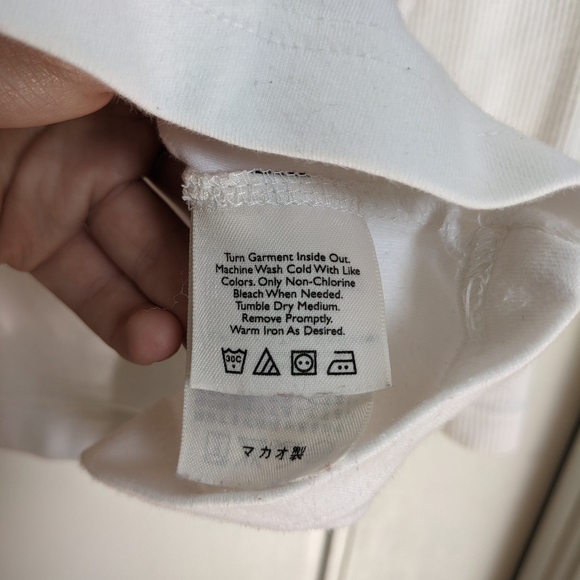 Turn Garment Inside Out.
Machine Wash Cold With Like
Colors. Only Non-Chlorine
Bleach When Needed.
Tumble Dry Medium.
Remove Promptly.
Warm Iron As Desired.
30C
マカオ製